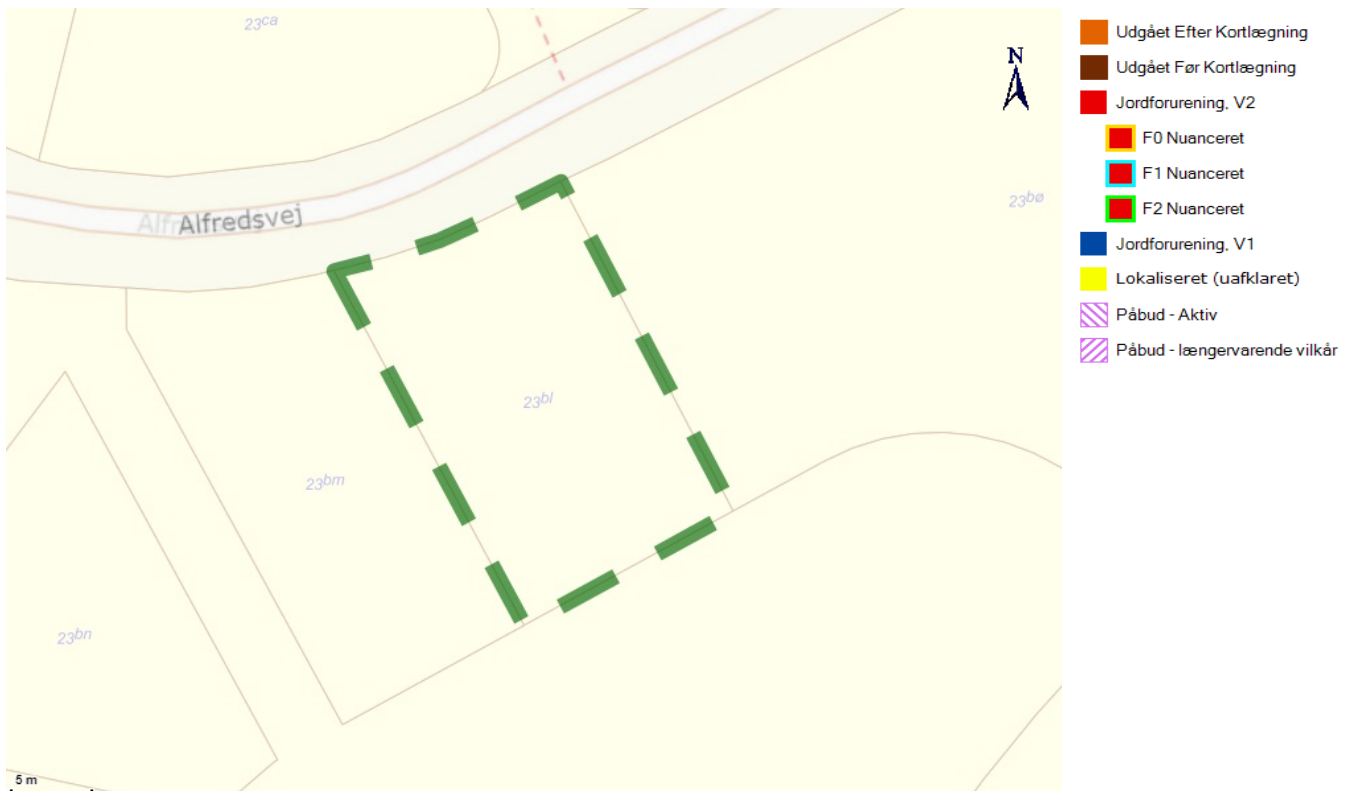 23ca
N
Alfredsvej
23bø
23bl
23bm
23bn
5 m
Udgået Efter Kortlægning
Udgået Før Kortlægning
Jordforurening, V2
F0 Nuanceret
F1 Nuanceret
F2 Nuanceret
Jordforurening, V1
Lokaliseret (uafklaret)
Påbud - Aktiv
Påbud - længervarende vilkår